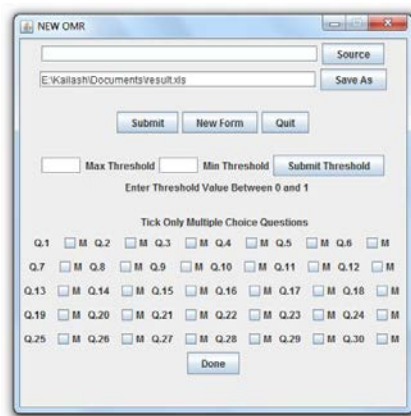 NEW OMR
Source
E:\Kailash\Documents\result.xls Save As
Submit New Form Quit
Max Threshold Min Threshold Submit Threshold
Enter Threshold Value Between 0 and 1
Tick Only Multiple Choice Questions
Q.1 M Q.2 M Q.3 M Q.4 M Q.5 M Q.6 M
Q.7 M Q.8 M Q.9 M Q.10 M Q.11 M Q.12 M
Q.13 M Q.14 M Q.15 M Q.16 M Q.17 M Q.18 M
Q.19 M Q.20 M Q.21 M Q.22 M Q.23 M Q.24 M
Q.25 M Q.26 M Q.27 M Q.28 M Q.29 M Q.30 M
Done